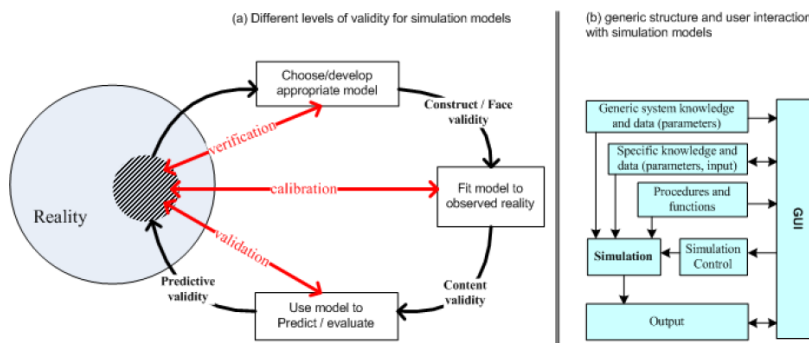 (a) Different levels of validity for simulation models
Choose/develop
appropriate model
Construct / Face
validity
verification
calibration
Reality
Fit model to
observed reality
validation
Predictive
validity
Content
validity
Use model to
Predict / evaluate
(b) generic structure and user interaction
with simulation models
Generic system knowledge
and data (parameters)
Specific knowledge and
data (parameters, input)
Procedures and
functions
GUI
Simulation
Simulation
Control
Output